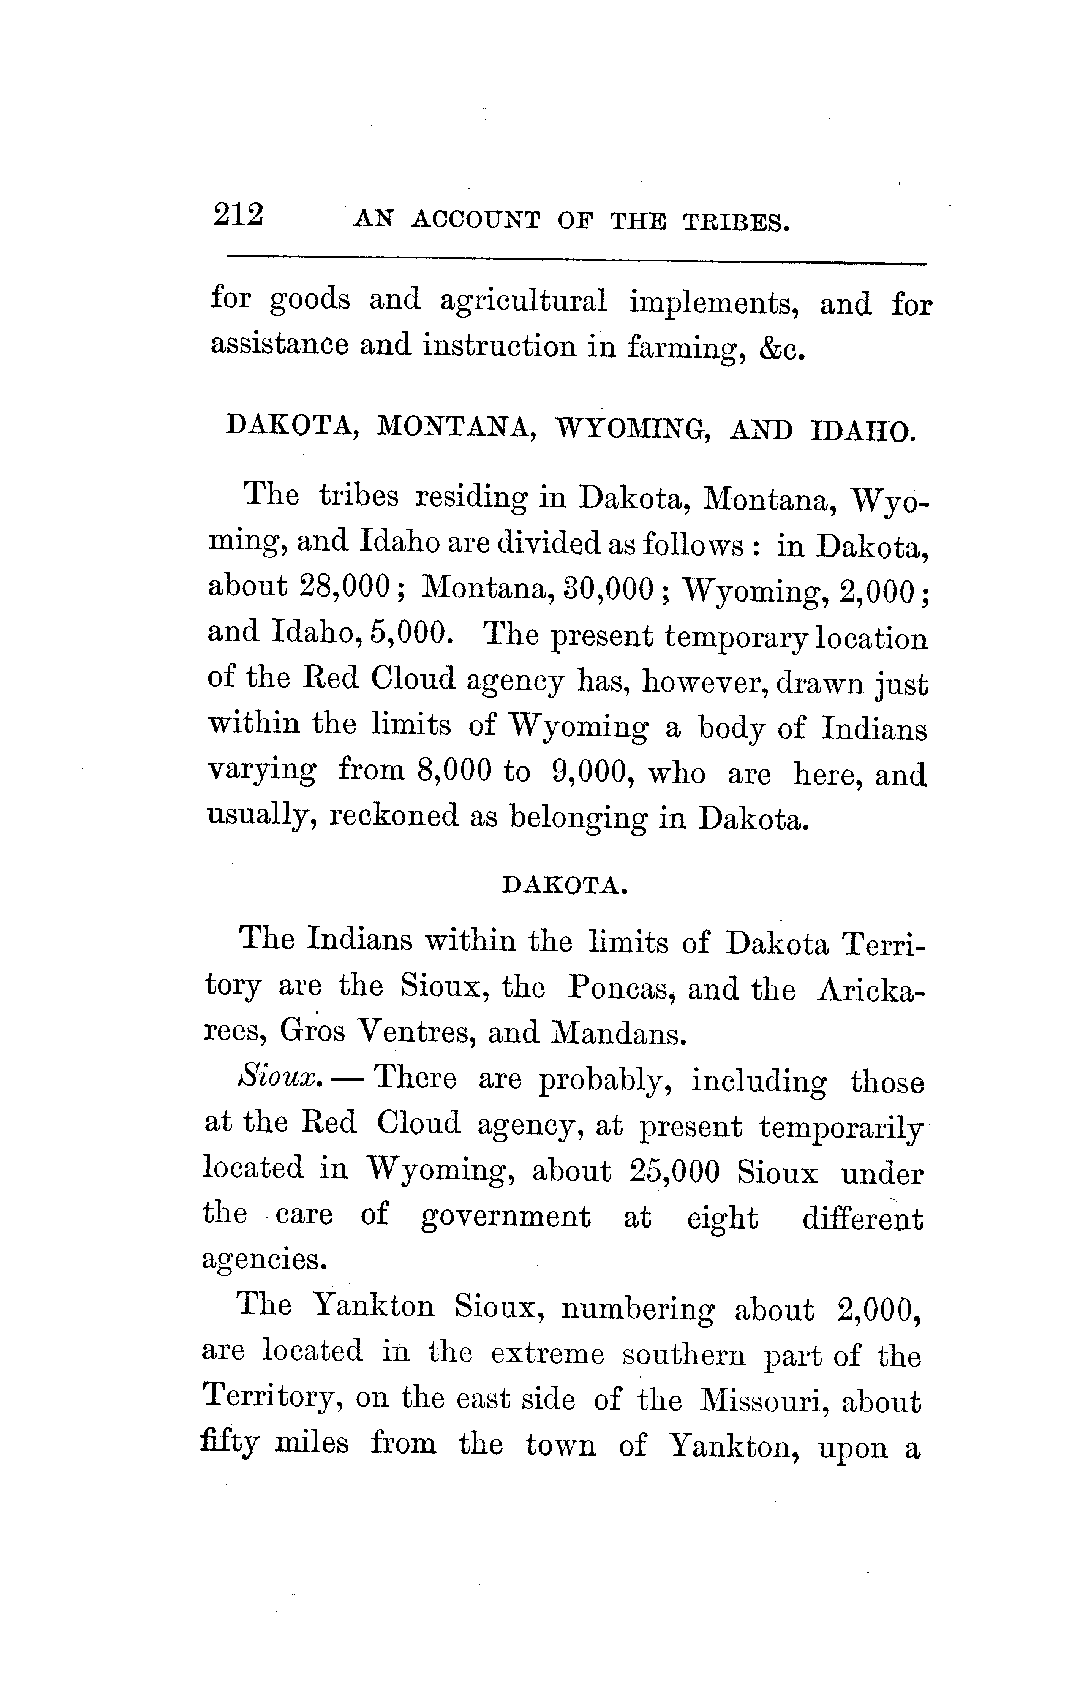 212 AN ACCOUNT OF THE TRIBES.
for goods and agricultural implements, and for
assistance and instruction in farming, &c.
DAKOTA, MONTANA, WYOMING, AND IDAHO.
The tribes residing in Dakota, Montana, Wyo-
ming, and Idaho are divided as follows: in Dakota,
about 28,000; Montana, 30,000; Wyoming, 2,000;
and Idaho, 5,000. The present temporary location
of the Red Cloud agency has, however, drawn just
within the limits of Wyoming a body of Indians
varying from 8,000 to 9,000, who are here, and
usually, reckoned as belonging in Dakota.
DAKOTA.
The Indians within the limits of Dakota Terri-
tory are the Sioux, the Poncas, and the Aricka-
rees, Gros Ventres, and Mandans.
Sioux. — There are probably, including those
at the Red Cloud agency, at present temporarily
located in Wyoming, about 25,000 Sioux under
the care of government at eight different
agencies.
The Yankton Sioux, numbering about 2,000,
are located in the extreme southern part of the
Territory, on the east side of the Missouri, about
fifty miles from the town of Yankton, upon a